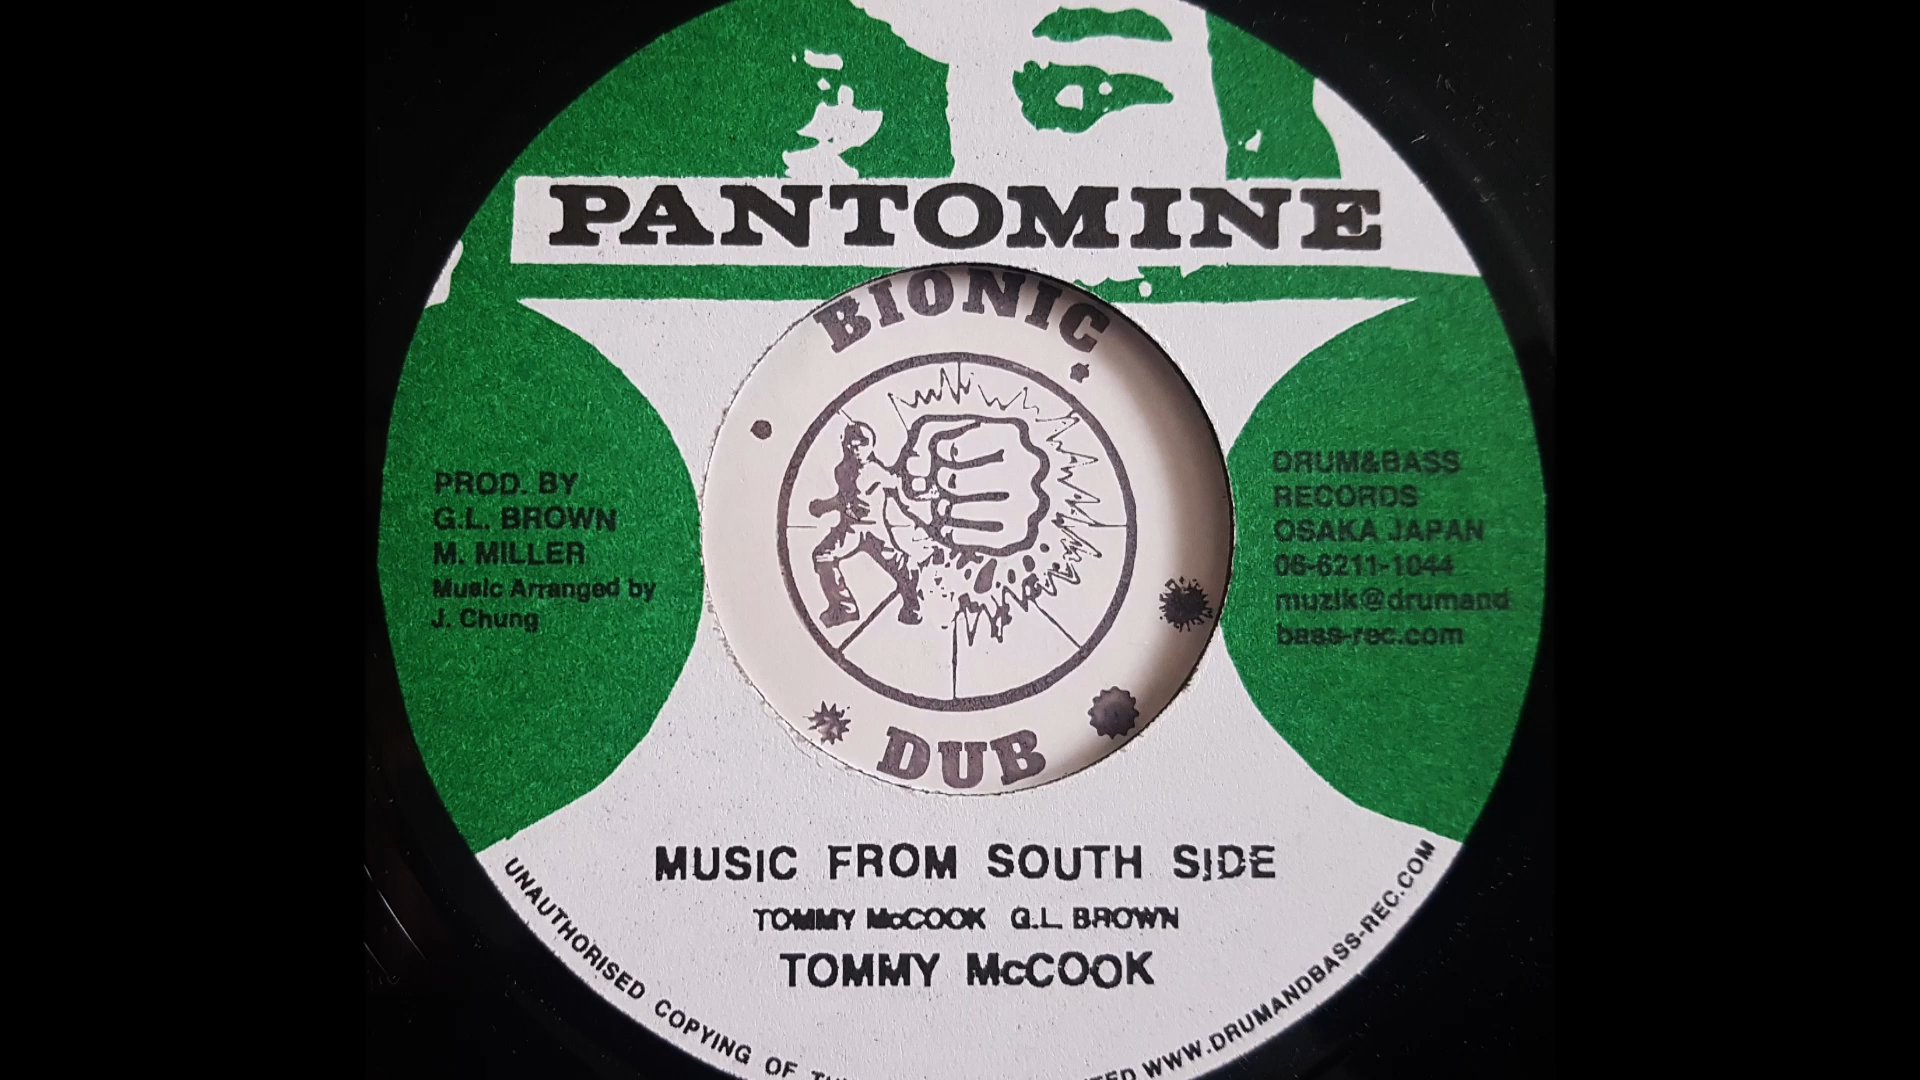 PANTOMINE
BIONIC
DUB
PROD. BY
G.L. BROWN
M. MILLER
Music Arranged by
J. Chung
DRUM&BASS
RECORDS
OSAKA JAPAN
06-6211-1044
muzik@drumand
bass-rec.com
MUSIC FROM SOUTH SIDE
TOMMY McCOOK G.L. BROWN
TOMMY McCOOK
UNAUTHORISED COPYING OF
WWW.DRUMANDBASS-REC.COM